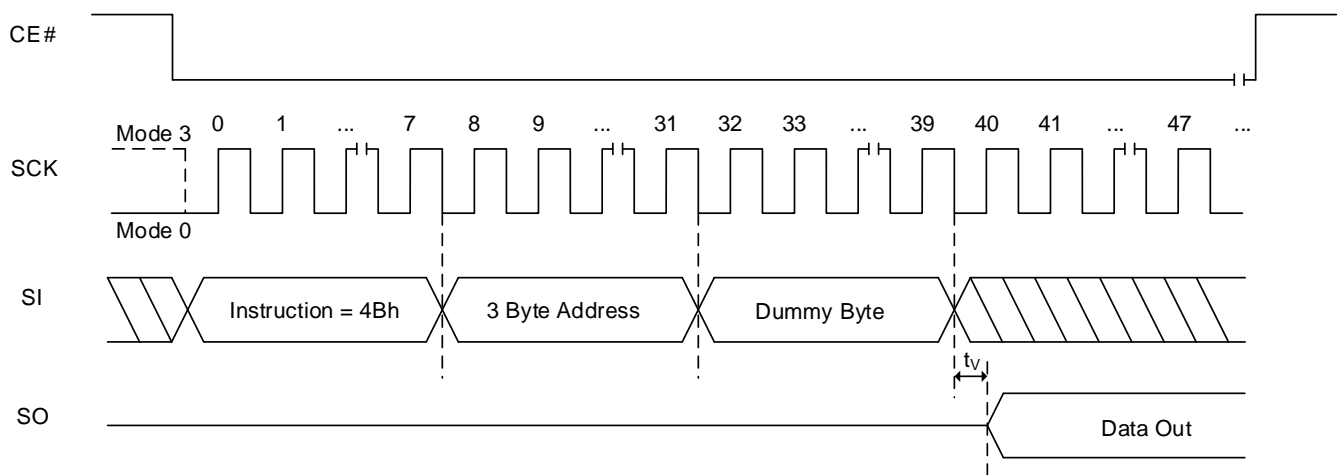 CE#
Mode 3 0 1 ... 7 8 9 ... 31 32 33 ... 39 40 41 ... 47 ...
SCK
Mode 0
SI Instruction = 4Bh 3 Byte Address Dummy Byte
tV
SO Data Out